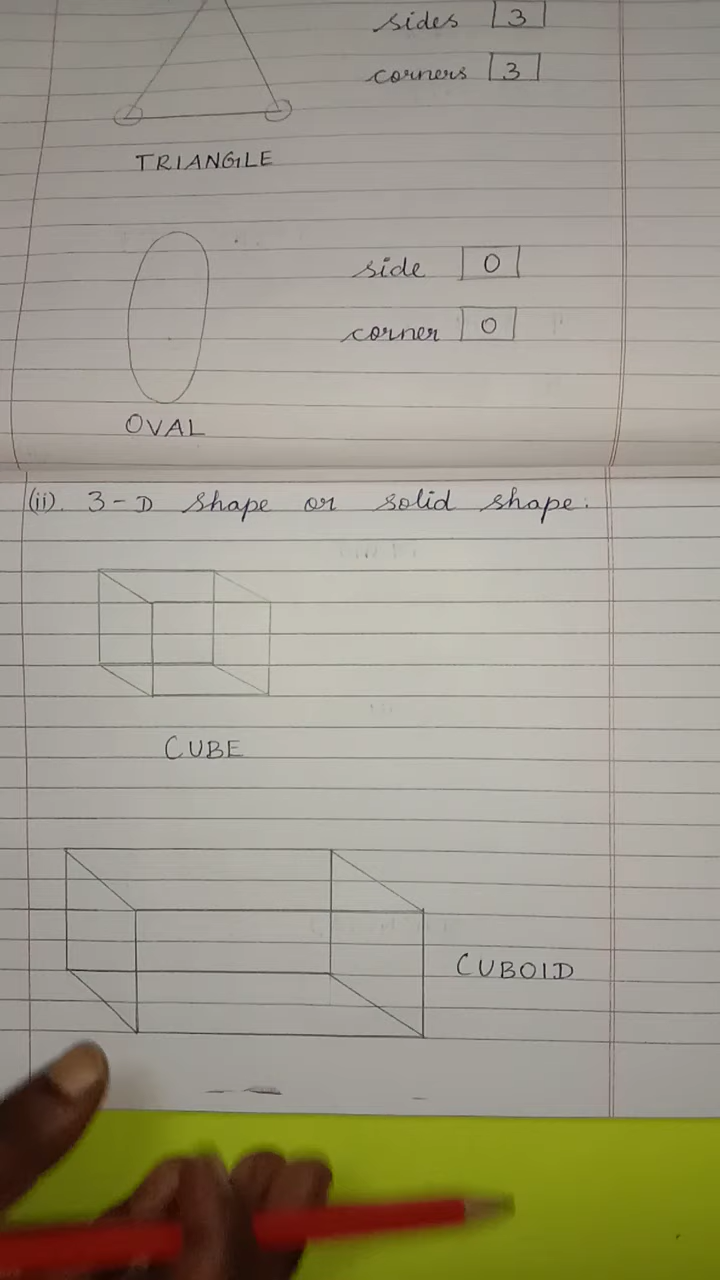 sides 3
corners 3
TRIANGLE
side 0
corner 0
OVAL
(ii). 3-D shape or solid shape:
CUBE
CUBOID